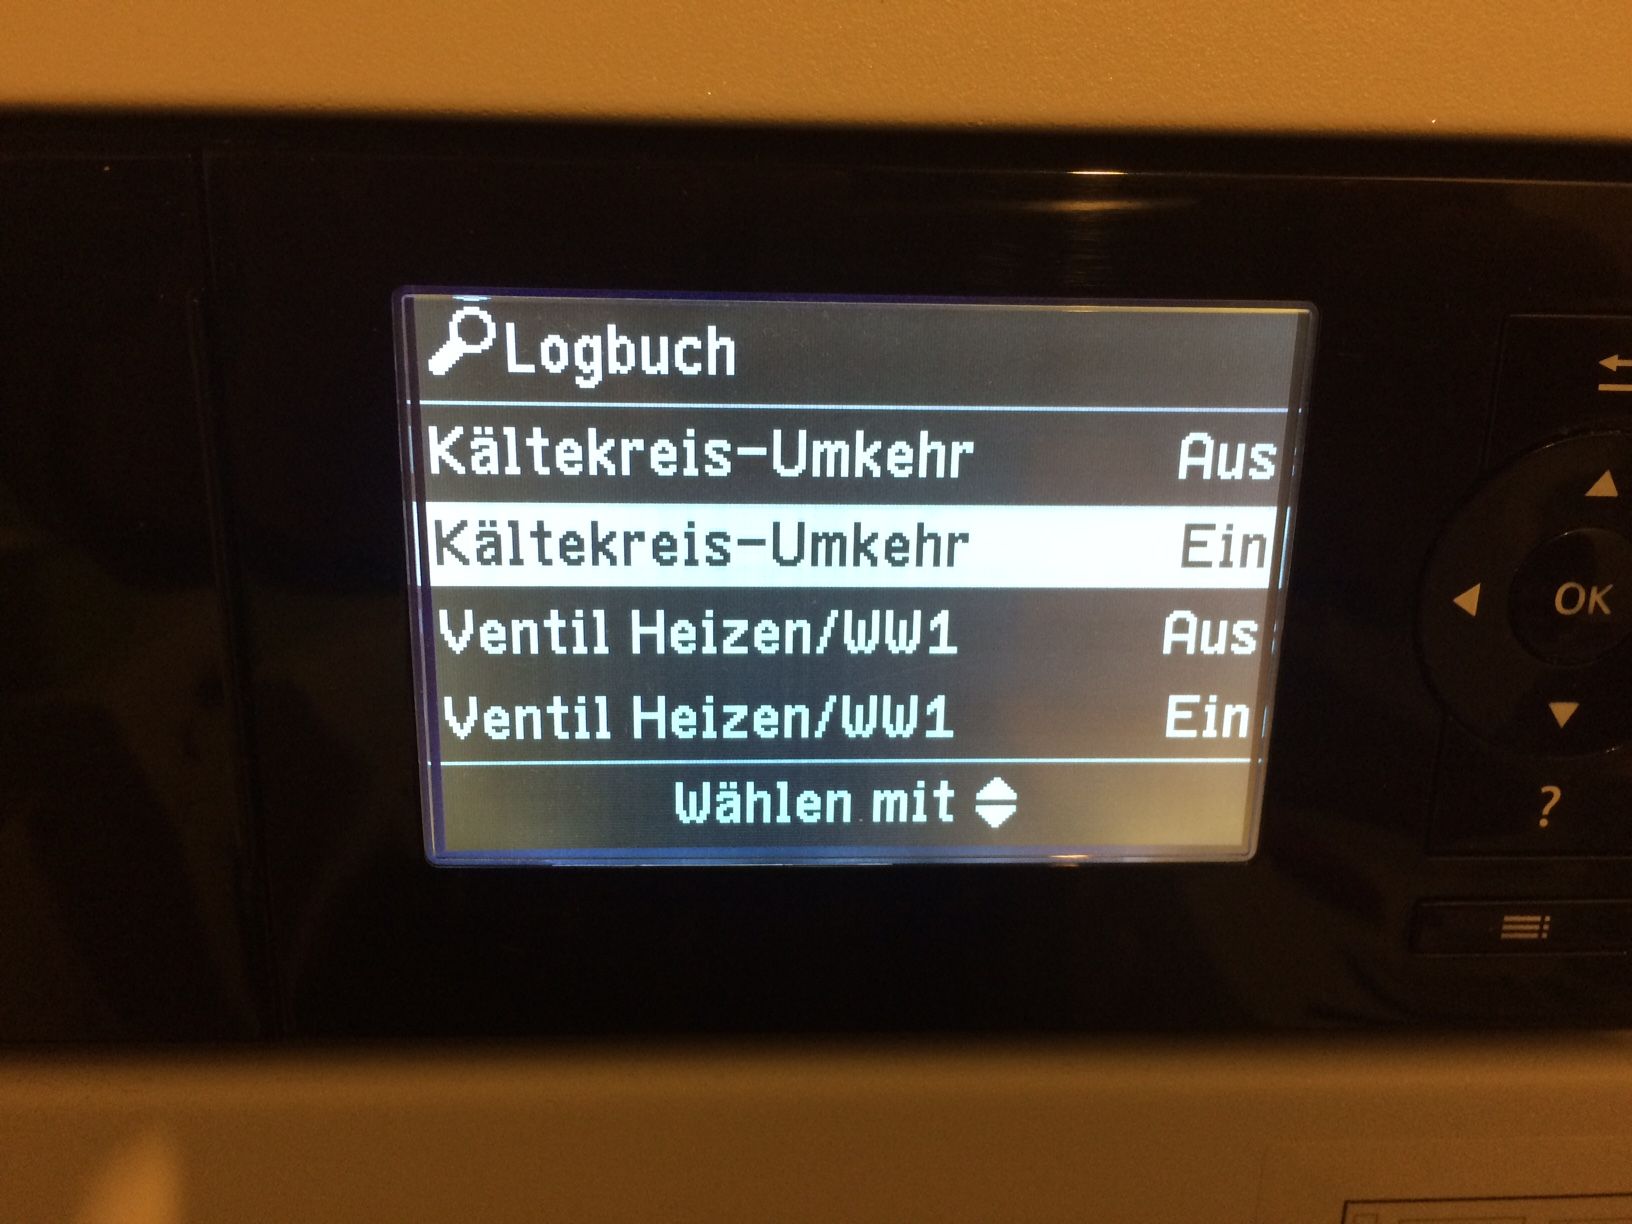 Logbuch
Kältekreis-Umkehr Aus
Kältekreis-Umkehr Ein
Ventil Heizen/WW1 Aus
Ventil Heizen/WW1 Ein
Wählen mit
OK
?